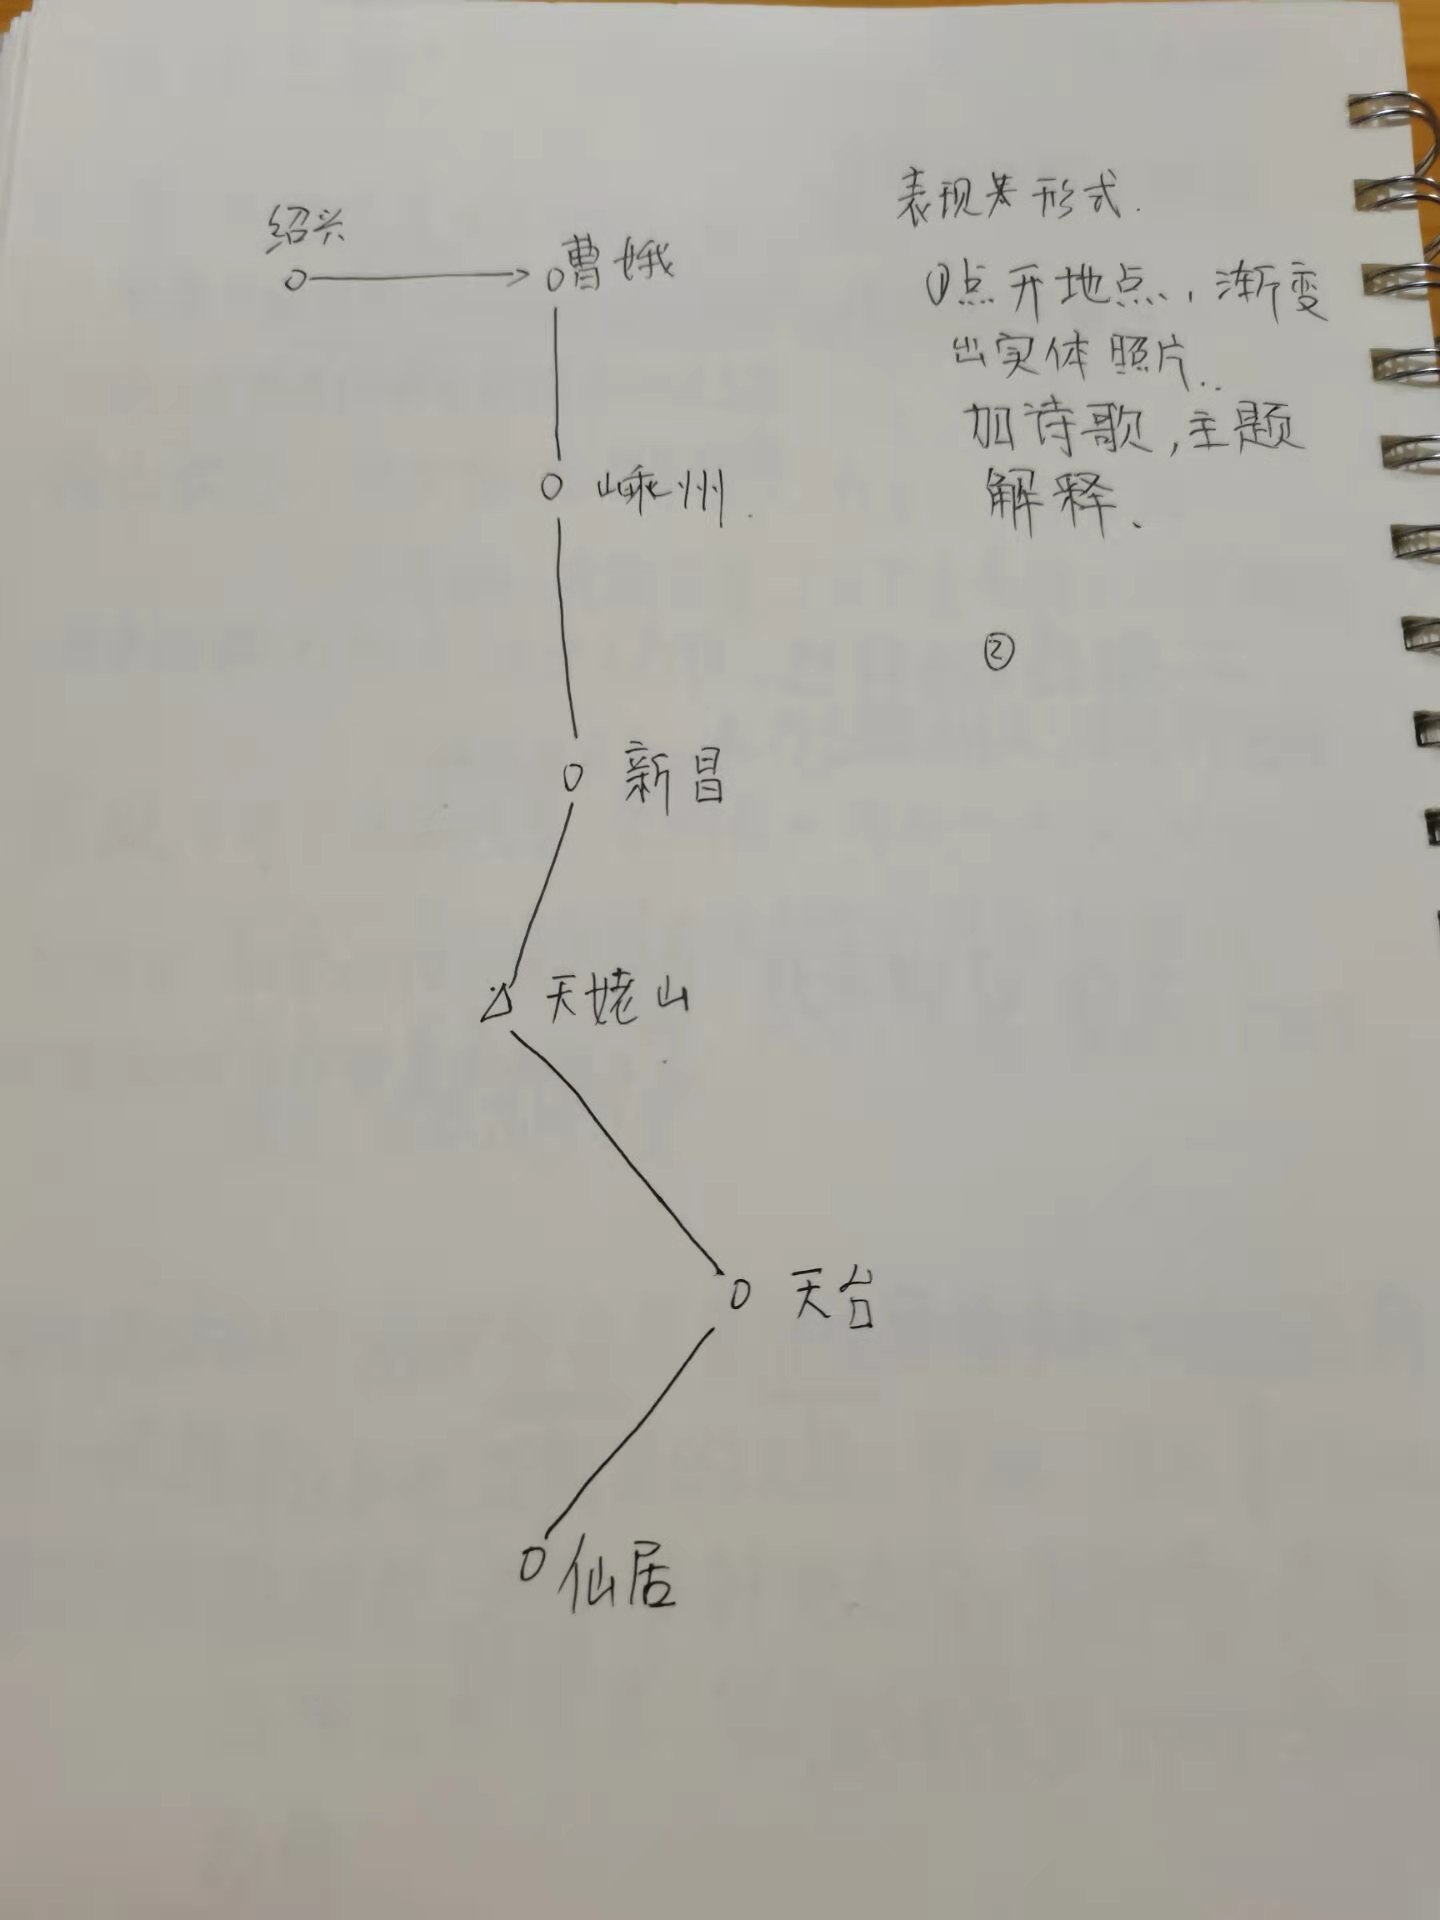 绍兴
曹娥
嵊州.
新昌
天姥山
天台
仙居
表现 形式.
①点开地点,渐变
出实体照片..
加诗歌,主题
解释、
②